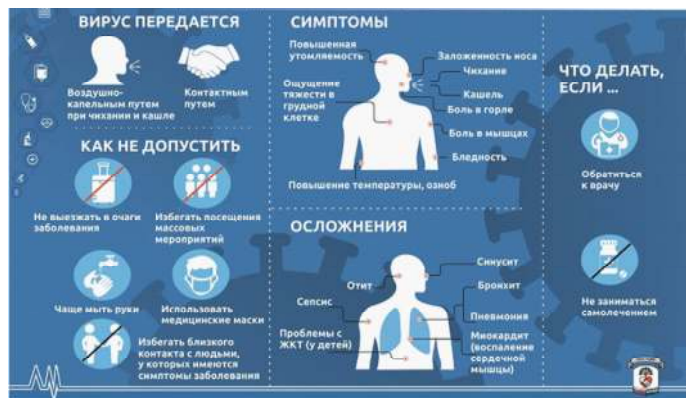 ВИРУС ПЕРЕДАЕТСЯ
Воздушно-
капельным путем
при чихании и кашле
Контактным
путем
КАК НЕ ДОПУСТИТЬ
Не выезжать в очаги
заболевания
Избегать посещения
массовых
мероприятий
Чаще мыть руки
Использовать
медицинские маски
Избегать близкого
контакта с людьми,
у которых имеются
симптомы заболевания
СИМПТОМЫ
Повышенная
утомляемость
Ощущение
тяжести в
грудной
клетке
Заложенность носа
Чихание
Кашель
Боль в горле
Боль в мышцах
Бледность
Повышение температуры, озноб
ОСЛОЖНЕНИЯ
Отит
Сепсис
Проблемы с
ЖКТ (у детей)
Синусит
Бронхит
Пневмония
Миокардит
(воспаление
сердечной
мышцы)
ЧТО ДЕЛАТЬ,
ЕСЛИ ...
Обратиться
к врачу
Не заниматься
самолечением